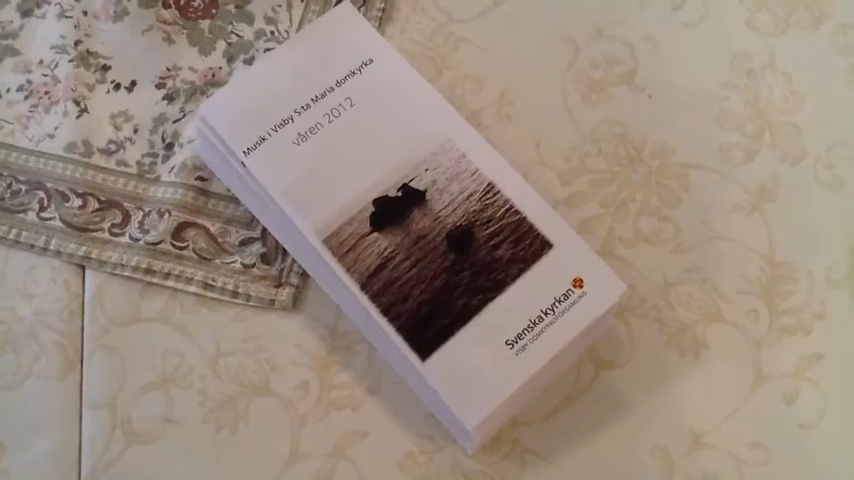 Musik i Visby S:ta Maria domkyrka
våren 2012
Svenska kyrkan
VISBY DOMKYRKOFÖRSAMLING